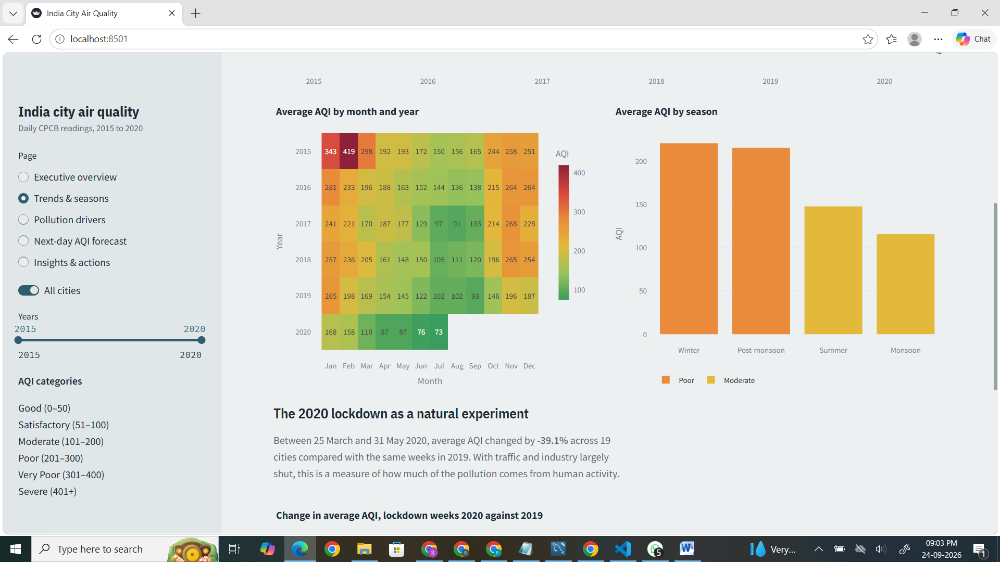 India City Air Quality
localhost:8501
Chat
India city air quality
Daily CPCB readings, 2015 to 2020
Page
Executive overview
Trends & seasons
Pollution drivers
Next-day AQI forecast
Insights & actions
All cities
Years
2015 2020
2015 2020
AQI categories
Good (0–50)
Satisfactory (51–100)
Moderate (101–200)
Poor (201–300)
Very Poor (301–400)
Severe (401+)
2015 2016 2017 2018 2019 2020
Average AQI by month and year
2015 343 419 298 192 193 172 150 156 165 244 258 251
2016 281 233 196 188 163 152 144 136 138 215 264 264
2017 241 221 170 187 177 129 97 91 103 214 268 228
2018 257 236 205 161 148 150 105 111 120 196 265 254
2019 265 198 169 154 145 122 102 102 93 146 196 187
2020 168 158 110 87 87 76 73
Jan Feb Mar Apr May Jun Jul Aug Sep Oct Nov Dec
Month
Year
AQI
400
300
200
100
Average AQI by season
AQI
200
150
100
50
0
Winter Post-monsoon Summer Monsoon
Poor Moderate
The 2020 lockdown as a natural experiment
Between 25 March and 31 May 2020, average AQI changed by -39.1% across 19
cities compared with the same weeks in 2019. With traffic and industry largely
shut, this is a measure of how much of the pollution comes from human activity.
Change in average AQI, lockdown weeks 2020 against 2019
Type here to search
S
S
P
5
W
Very...
09:03 PM
24-09-2026
1